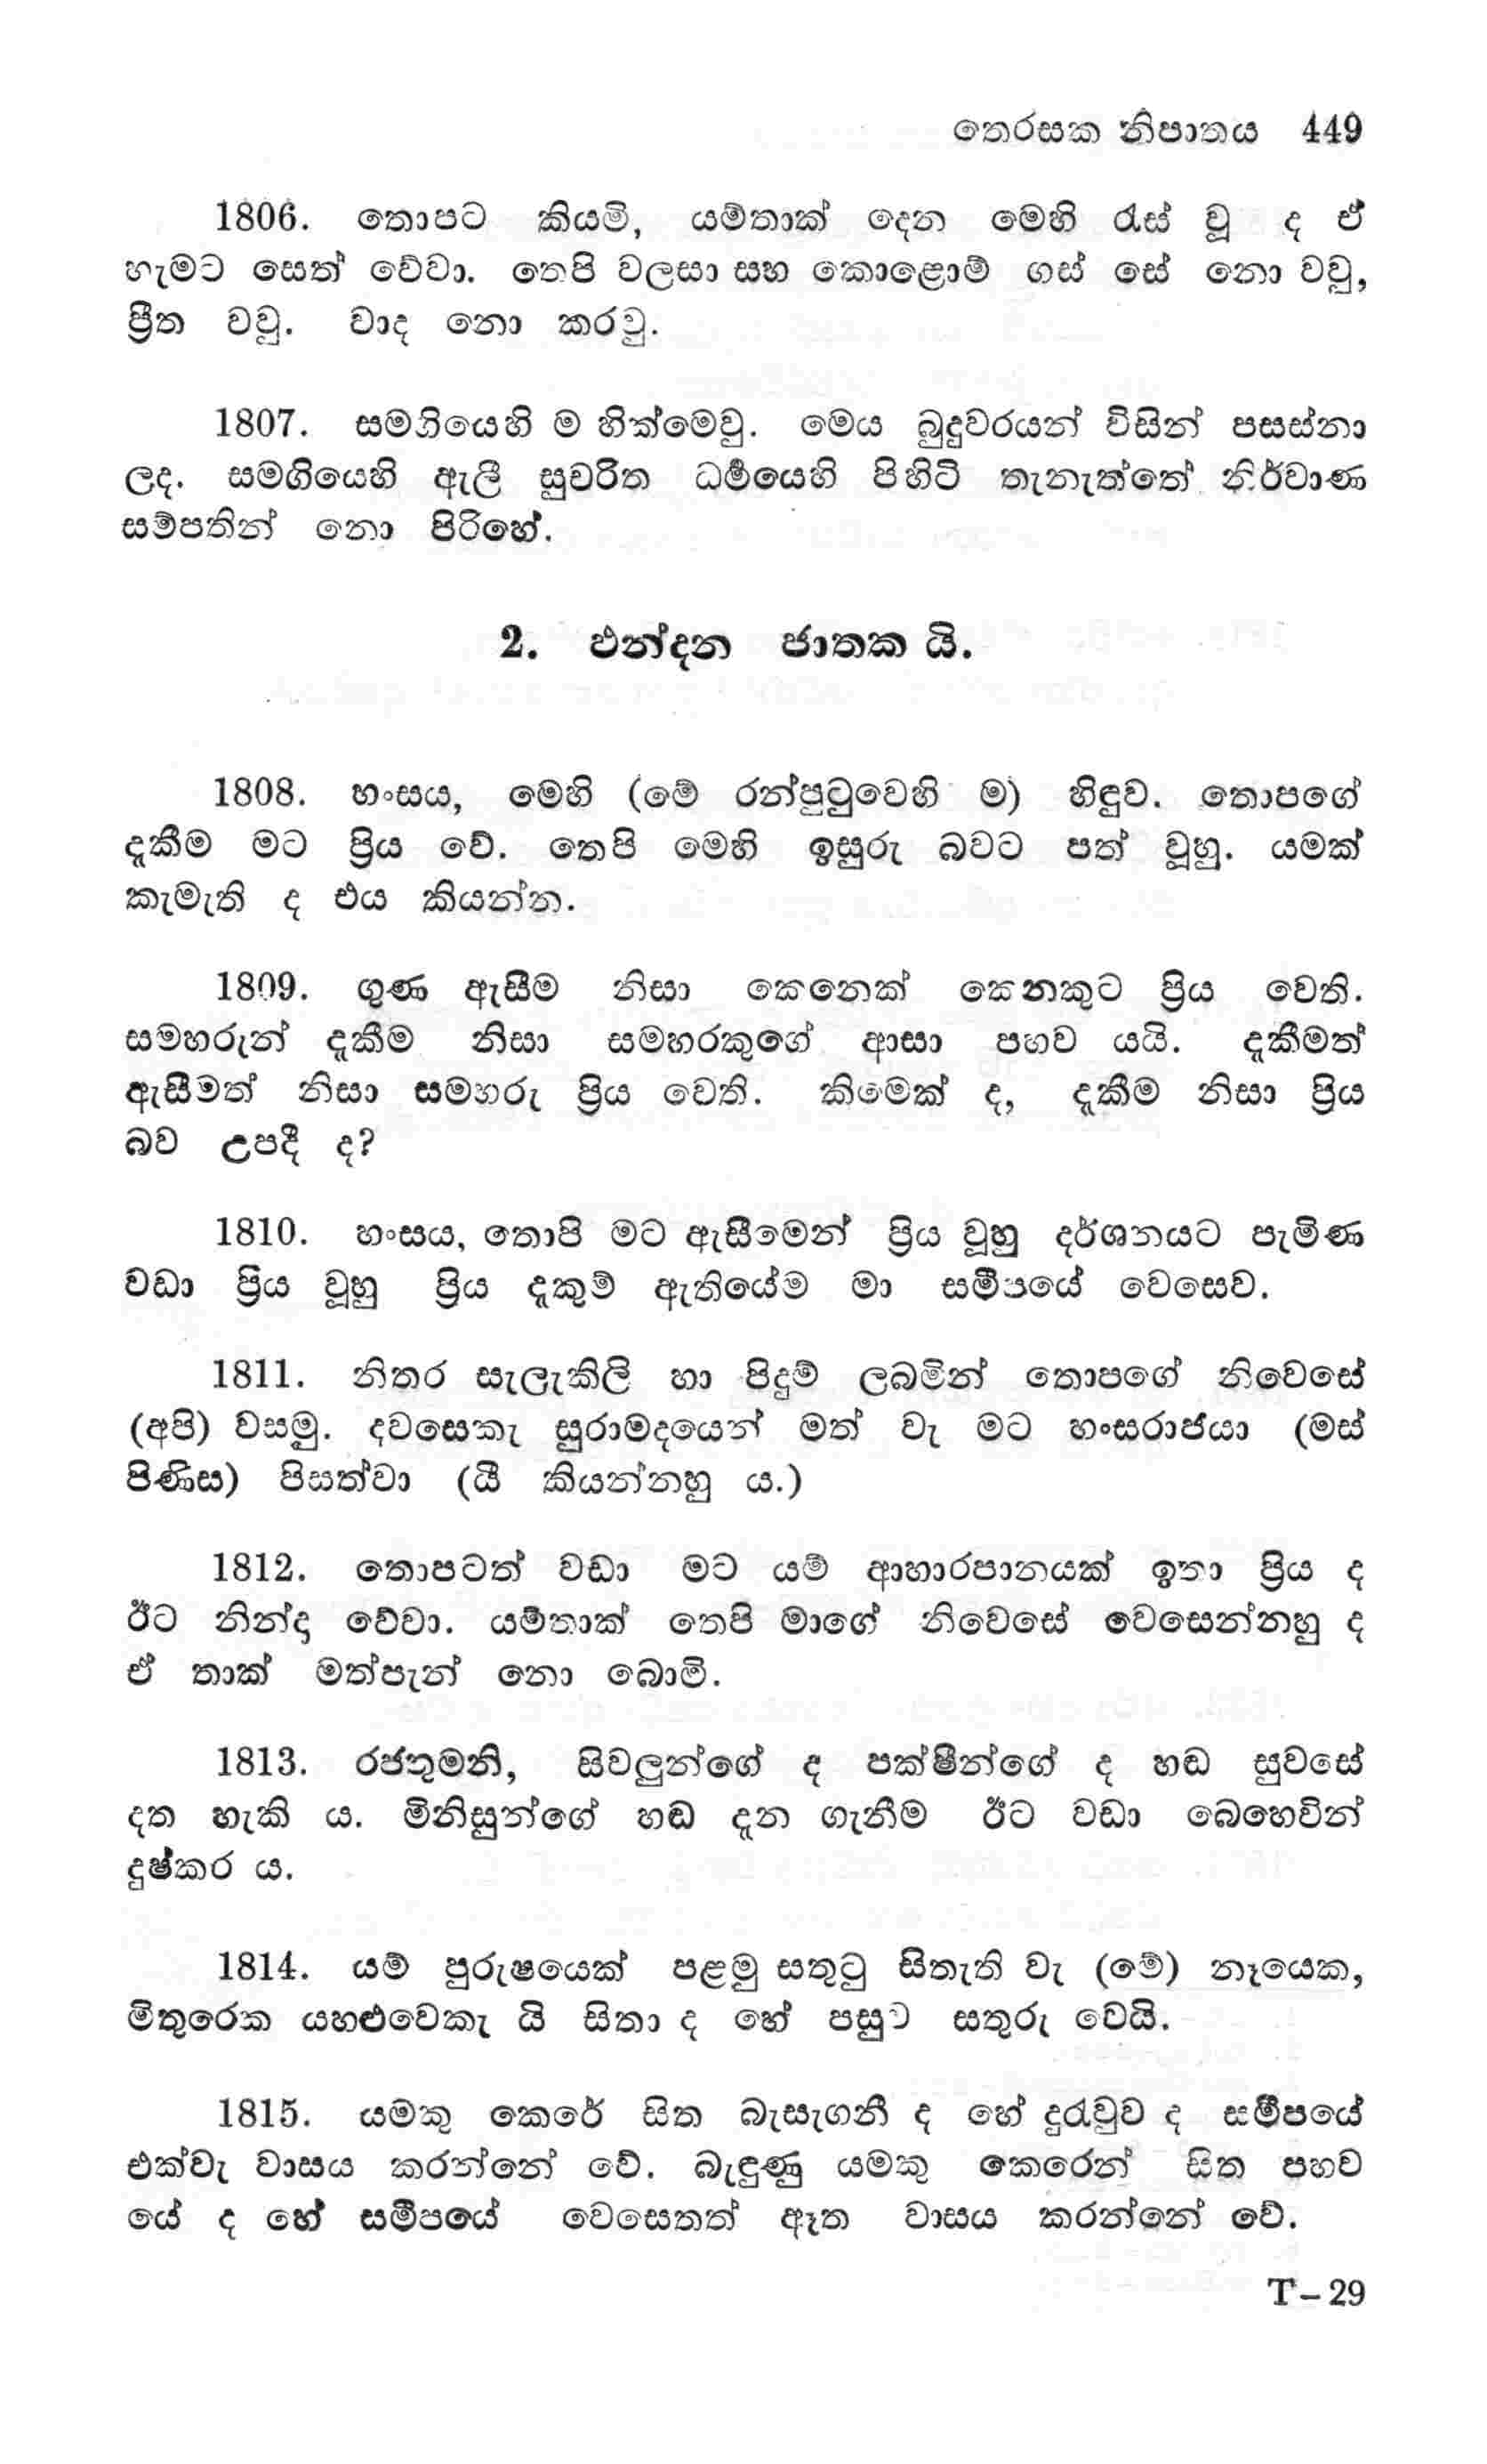 තෙරසක නිපාතය 449
1806. තොපට කියමි, යම්තාක් දෙන මෙහි රැස් වූ ද ඒ
හැමට සෙත් වේවා. තෙපි වලසා සහ කොළොම් ගස් සේ නො වවු,
ප්‍රීත වවු. වාද නො කරවු.
1807. සමගියෙහි ම හික්මෙවු. මෙය බුදුවරයන් විසින් පසස්නා
ලද. සමගියෙහි ඇලී සුචරිත ධර්‍මයෙහි පිහිටි තැනැත්තේ නිර්වාණ
සම්පතින් නො පිරිහේ.
2. ඵන්දන ජාතක යි.
1808. හංසය, මෙහි (මේ රන්පුටුවෙහි ම) හිඳුව. තොපගේ
දැකීම මට ප්‍රිය වේ. තෙපි මෙහි ඉසුරු බවට පත් වූහු. යමක්
කැමැති ද එය කියන්න.
1809. ගුණ ඇසීම නිසා කෙනෙක් කෙනකුට ප්‍රිය වෙති.
සමහරුන් දැකීම නිසා සමහරකුගේ ආසා පහව යයි. දැකීමත්
ඇසීමත් නිසා සමහරු ප්‍රිය වෙති. කිමෙක් ද, දැකීම නිසා ප්‍රිය
බව උපදී ද?
1810. හංසය, තොපි මට ඇසීමෙන් ප්‍රිය වූහු දර්ශනයට පැමිණ
වඩා ප්‍රිය වූහු ප්‍රිය දැකුම් ඇතියේම මා සමීපයේ වෙසෙව.
1811. නිතර සැලැකිලි හා පිදුම් ලබමින් තොපගේ නිවෙසේ
(අපි) වසමු. දවසෙකැ සුරාමදයෙන් මත් වැ මට හංසරාජයා (මස්
පිණිස) පිසත්වා (යී කියන්නහු ය.)
1812. තොපටත් වඩා මට යම් ආහාරපානයක් ඉතා ප්‍රිය ද
ඊට නින්දා වේවා. යම්තාක් තෙපි මාගේ නිවෙසේ වෙසෙන්නහු ද
ඒ තාක් මත්පැන් නො බොමි.
1813. රජතුමනි, සිවලුන්ගේ ද පක්ෂීන්ගේ ද හඬ සුවසේ
දත හැකි ය. මිනිසුන්ගේ හඬ දැන ගැනීම ඊට වඩා බෙහෙවින්
දුෂ්කර ය.
1814. යම් පුරුෂයෙක් පළමු සතුටු සිතැති වැ (මේ) නෑයෙක,
මිතුරෙක යහළුවෙකැ යි සිතා ද හේ පසුව සතුරු වෙයි.
1815. යමකු කෙරේ සිත බැසැගනී ද හේ දුරැවුව ද සමීපයේ
එක්වැ වාසය කරන්නේ වේ. බැඳුණු යමකු කෙරෙන් සිත පහව
යේ ද හේ සමීපයේ වෙසෙතත් ඈත වාසය කරන්නේ වේ.
T–29